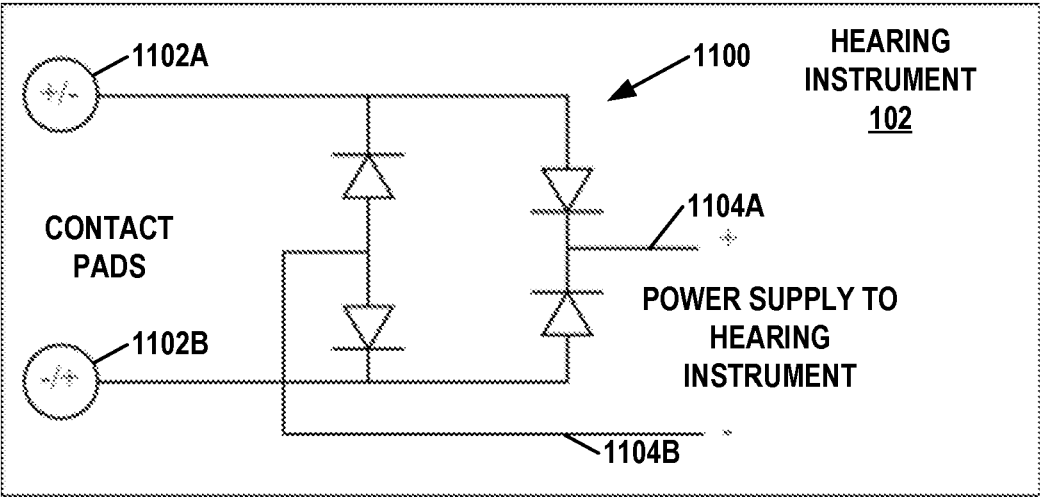 1102A
+/-
1100
HEARING
INSTRUMENT
102
CONTACT
PADS
1104A
+
POWER SUPPLY TO
HEARING
INSTRUMENT
1102B
-/+
1104B
-